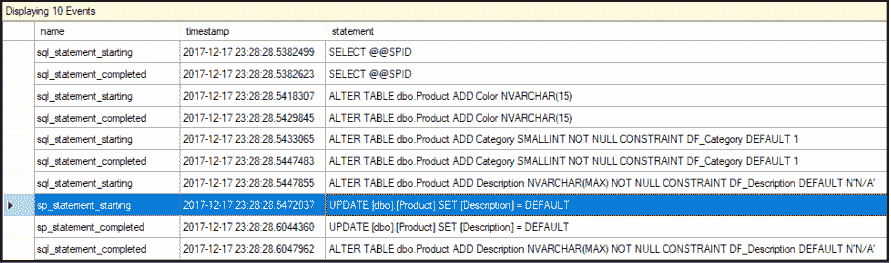 Displaying 10 Events
name timestamp statement
sql_statement_starting 2017-12-17 23:28:28.5382499 SELECT @@SPID
sql_statement_completed 2017-12-17 23:28:28.5382623 SELECT @@SPID
sql_statement_starting 2017-12-17 23:28:28.5418307 ALTER TABLE dbo.Product ADD Color NVARCHAR(15)
sql_statement_completed 2017-12-17 23:28:28.5429845 ALTER TABLE dbo.Product ADD Color NVARCHAR(15)
sql_statement_starting 2017-12-17 23:28:28.5433065 ALTER TABLE dbo.Product ADD Category SMALLINT NOT NULL CONSTRAINT DF_Category DEFAULT 1
sql_statement_completed 2017-12-17 23:28:28.5447483 ALTER TABLE dbo.Product ADD Category SMALLINT NOT NULL CONSTRAINT DF_Category DEFAULT 1
sql_statement_starting 2017-12-17 23:28:28.5447855 ALTER TABLE dbo.Product ADD Description NVARCHAR(MAX) NOT NULL CONSTRAINT DF_Description DEFAULT N'N/A'
sp_statement_starting 2017-12-17 23:28:28.5472037 UPDATE [dbo].[Product] SET [Description] = DEFAULT
sp_statement_completed 2017-12-17 23:28:28.6044360 UPDATE [dbo].[Product] SET [Description] = DEFAULT
sql_statement_completed 2017-12-17 23:28:28.6047962 ALTER TABLE dbo.Product ADD Description NVARCHAR(MAX) NOT NULL CONSTRAINT DF_Description DEFAULT N'N/A'